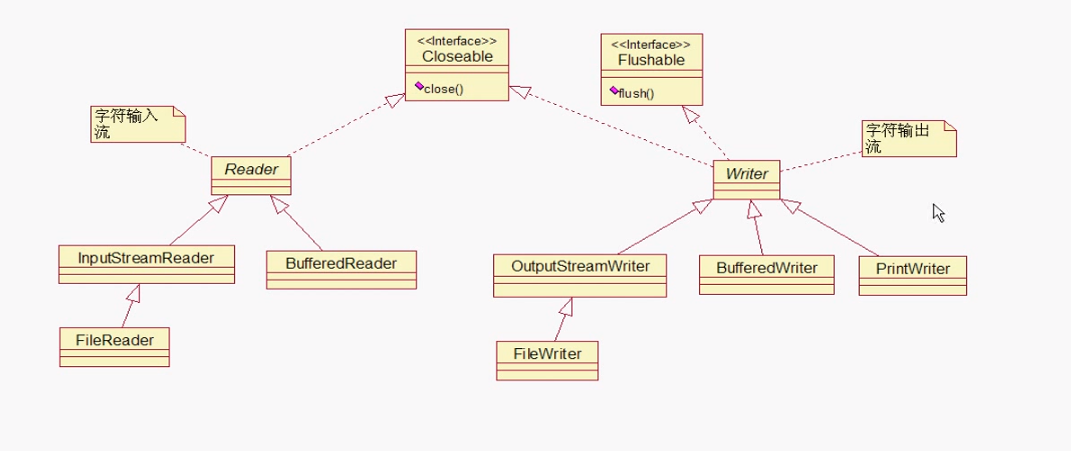 <<Interface>>
Closeable
close()
<<Interface>>
Flushable
flush()
字符输入
流
字符输出
流
Reader
Writer
InputStreamReader
BufferedReader
OutputStreamWriter
BufferedWriter
PrintWriter
FileReader
FileWriter